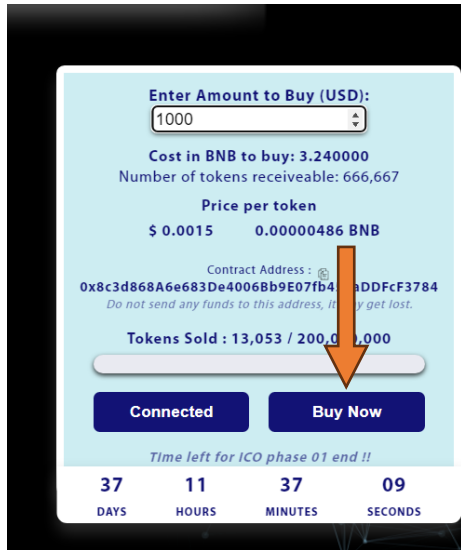 Enter Amount to Buy (USD):
1000
Cost in BNB to buy: 3.240000
Number of tokens receiveable: 666,667
Price per token
$ 0.0015 0.00000486 BNB
Contract Address :
Do not send any funds to this address, it get lost.
Tokens Sold : 13,053 /
Connected Buy Now
Time left for ICO phase 01 end !!
37 11 37 09
DAYS HOURS MINUTES SECONDS